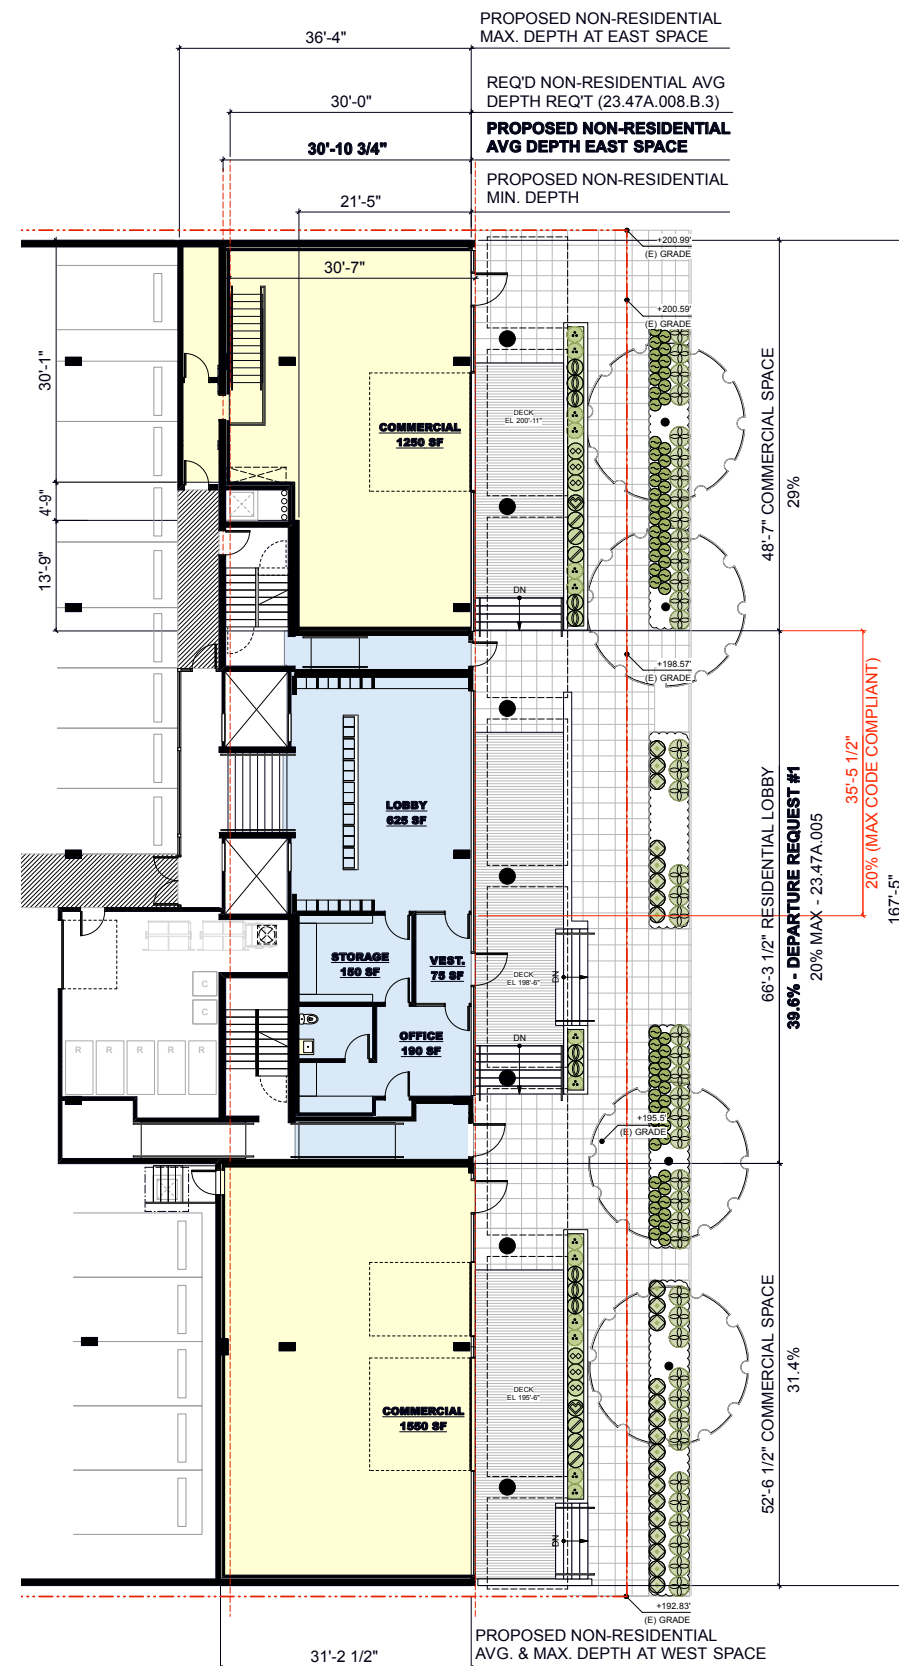 PROPOSED NON-RESIDENTIAL
MAX. DEPTH AT EAST SPACE
36'-4"
REQ'D NON-RESIDENTIAL AVG
DEPTH REQ'T (23.47A.008.B.3)
30'-0"
PROPOSED NON-RESIDENTIAL
AVG DEPTH EAST SPACE
30'-10 3/4"
PROPOSED NON-RESIDENTIAL
MIN. DEPTH
21'-5"
+200.99'
(E) GRADE
30'-7"
+200.59'
(E) GRADE
30'-1"
4'-9"
13'-9"
COMMERCIAL
1250 SF
DECK
EL 200'-11"
48'-7" COMMERCIAL SPACE
29%
DN
+198.57'
(E) GRADE
LOBBY
625 SF
66'-3 1/2" RESIDENTIAL LOBBY
39.6% - DEPARTURE REQUEST #1
20% MAX - 23.47A.005
35'-5 1/2"
20% (MAX CODE COMPLIANT)
167'-5"
STORAGE
150 SF
VEST.
75 SF
DECK
EL 198'-6"
DN
C
C
OFFICE
190 SF
DN
R
R
R
R
R
+195.5'
(E) GRADE
COMMERCIAL
1550 SF
DECK
EL 195'-6"
52'-6 1/2" COMMERCIAL SPACE
31.4%
DN
+192.83'
(E) GRADE
PROPOSED NON-RESIDENTIAL
AVG. & MAX. DEPTH AT WEST SPACE
31'-2 1/2"